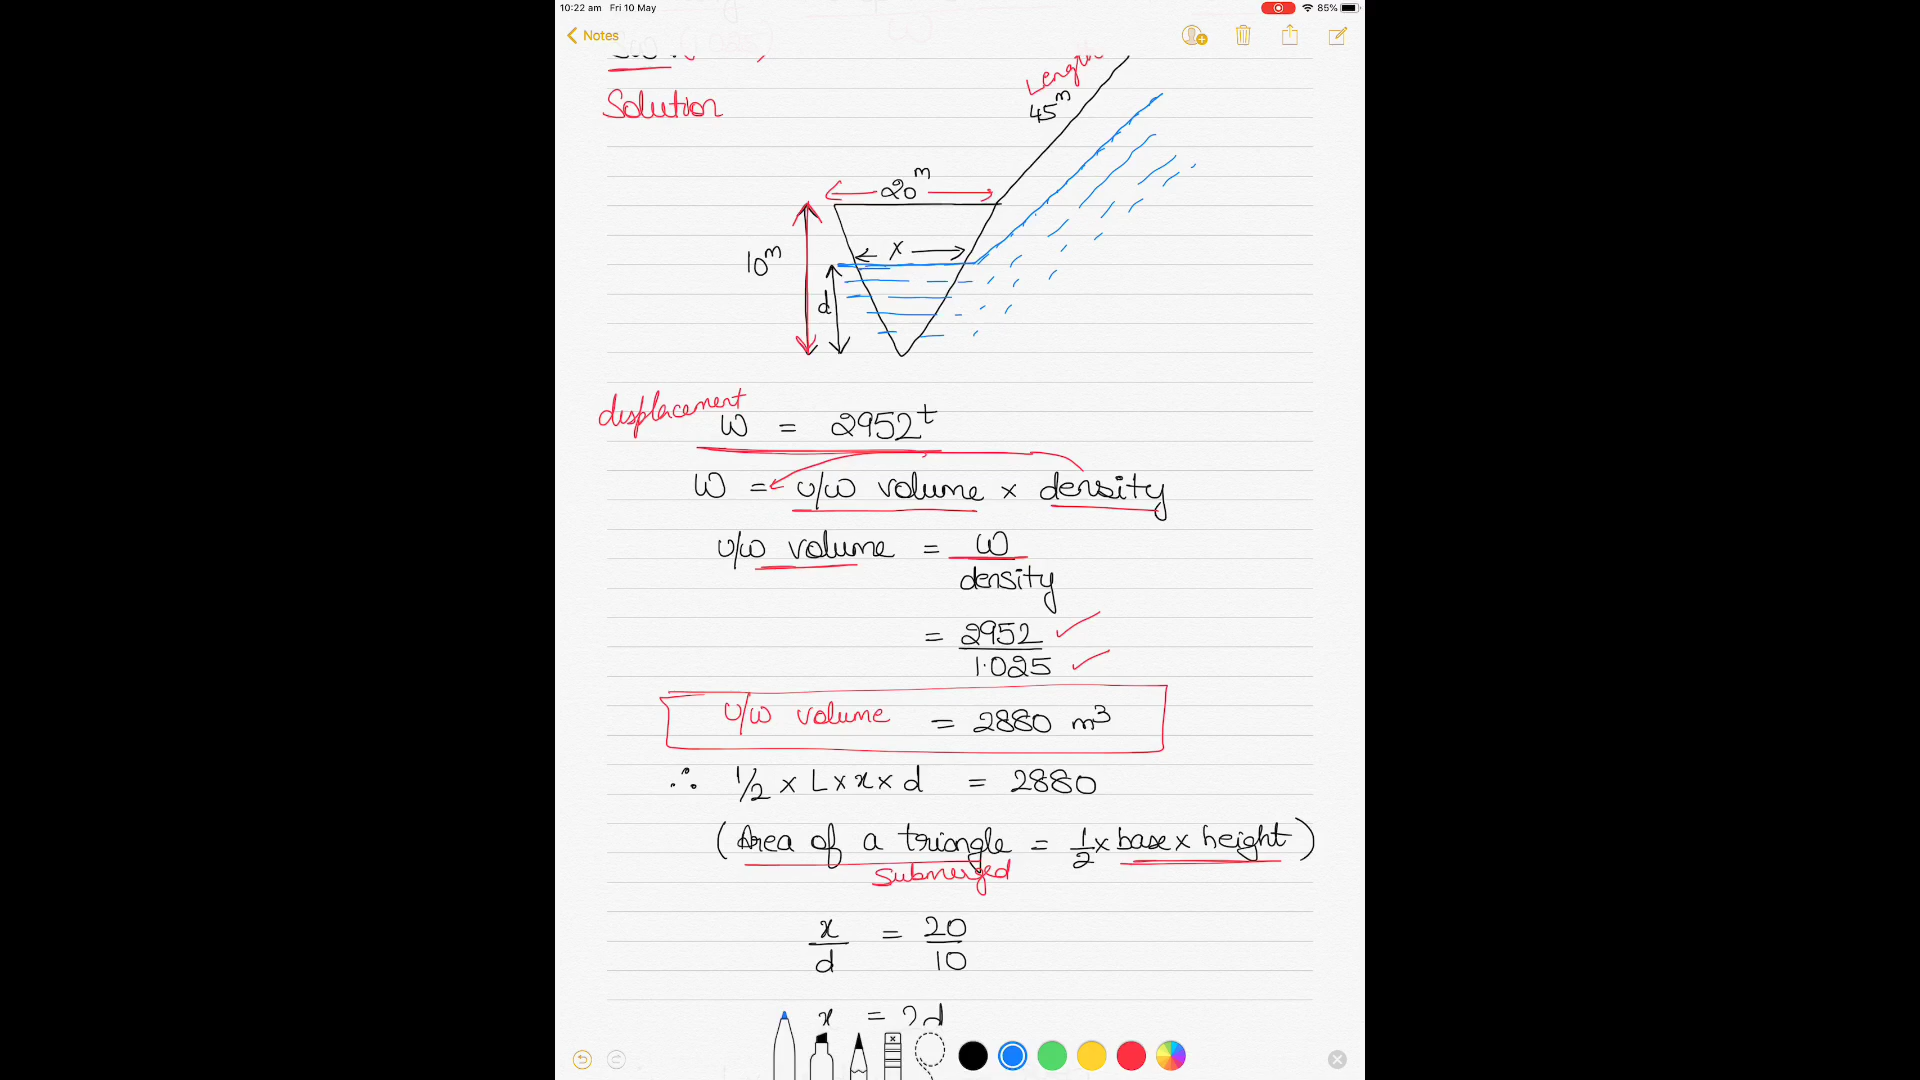 10:22 am Fri 10 May
85%
Notes
Solution
Length
45m
20m
10m
x
d
displacement
W = 2952t
W = u/w volume × density
u/w volume = W
density
= 2952
1.025
u/w volume = 2880 m³
∴ ½ × L × x × d = 2880
(Area of a triangle = 1/2 × base × height)
submerged
x/d = 20/10
x = 2d